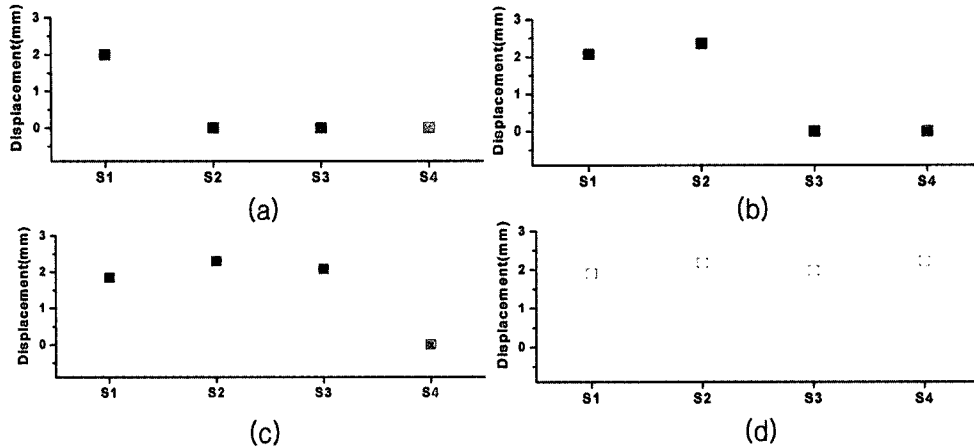 Displacement(mm)
3
2
1
0
S1 S2 S3 S4
(a)
Displacement(mm)
3
2
1
0
S1 S2 S3 S4
(b)
Displacement(mm)
3
2
1
0
S1 S2 S3 S4
(c)
Displacement(mm)
3
2
1
0
S1 S2 S3 S4
(d)